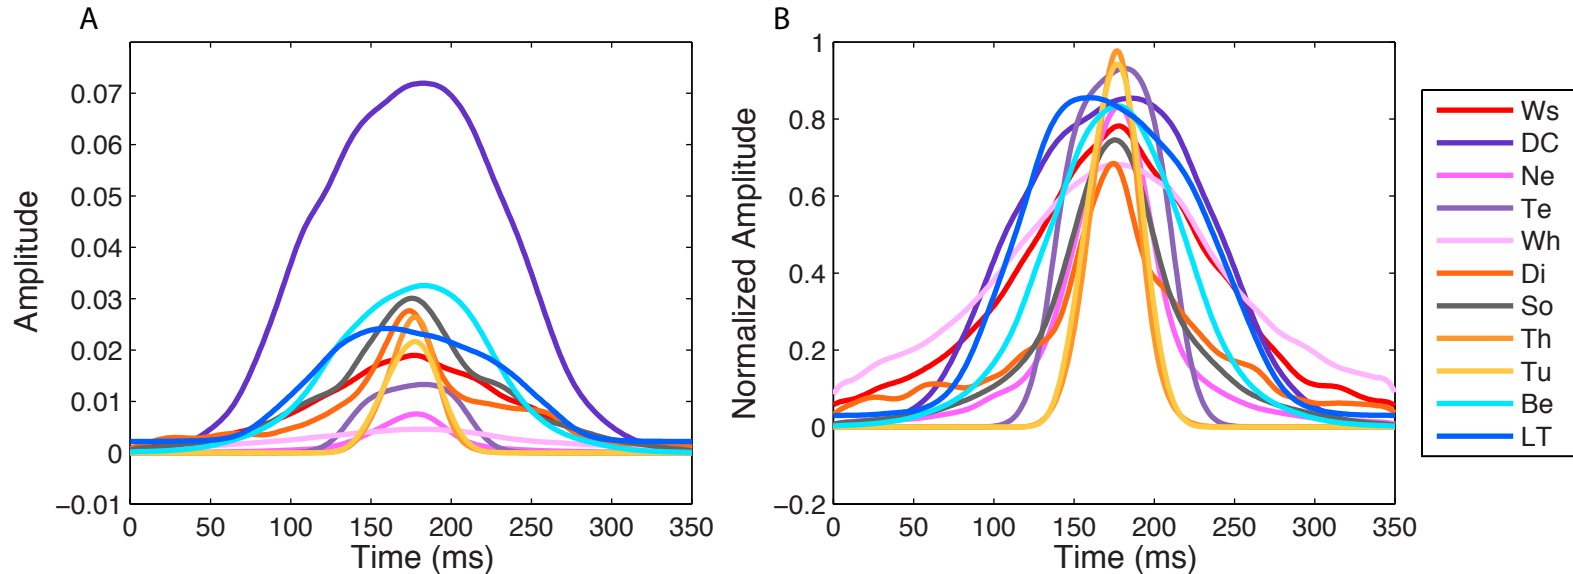 A
B
0.07
0.06
0.05
0.04
0.03
0.02
0.01
0
−0.01
Amplitude
0 50 100 150 200 250 300 350
Time (ms)
1
0.8
0.6
0.4
0.2
0
−0.2
Normalized Amplitude
0 50 100 150 200 250 300 350
Time (ms)
Ws
DC
Ne
Te
Wh
Di
So
Th
Tu
Be
LT